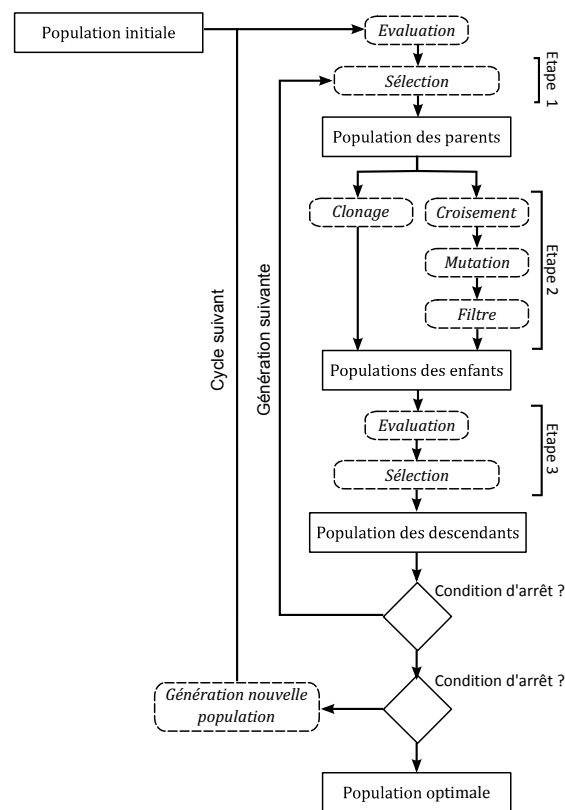 Population initiale
Evaluation
Etape 1
Sélection
Population des parents
Clonage
Croisement
Mutation
Filtre
Etape 2
Cycle suivant
Génération suivante
Populations des enfants
Evaluation
Sélection
Etape 3
Population des descendants
Condition d'arrêt ?
Condition d'arrêt ?
Génération nouvelle
population
Population optimale